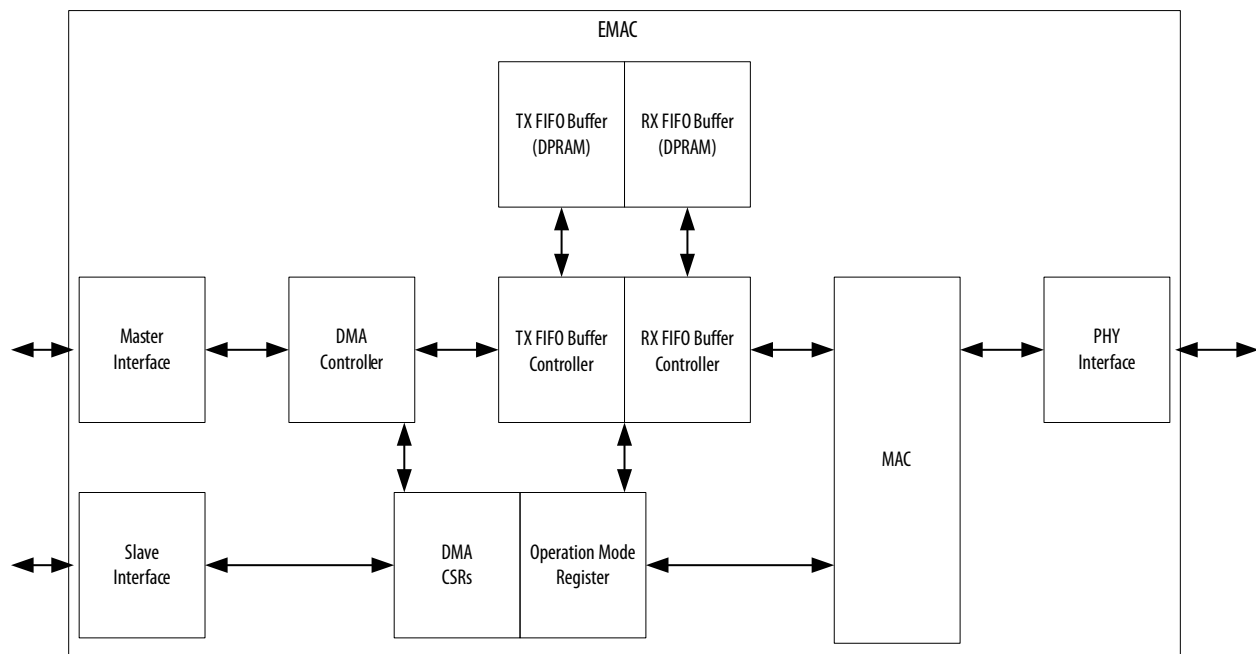 EMAC
TX FIFO Buffer
(DPRAM)
RX FIFO Buffer
(DPRAM)
Master
Interface
DMA
Controller
TX FIFO Buffer
Controller
RX FIFO Buffer
Controller
PHY
Interface
MAC
Slave
Interface
DMA
CSRs
Operation Mode
Register